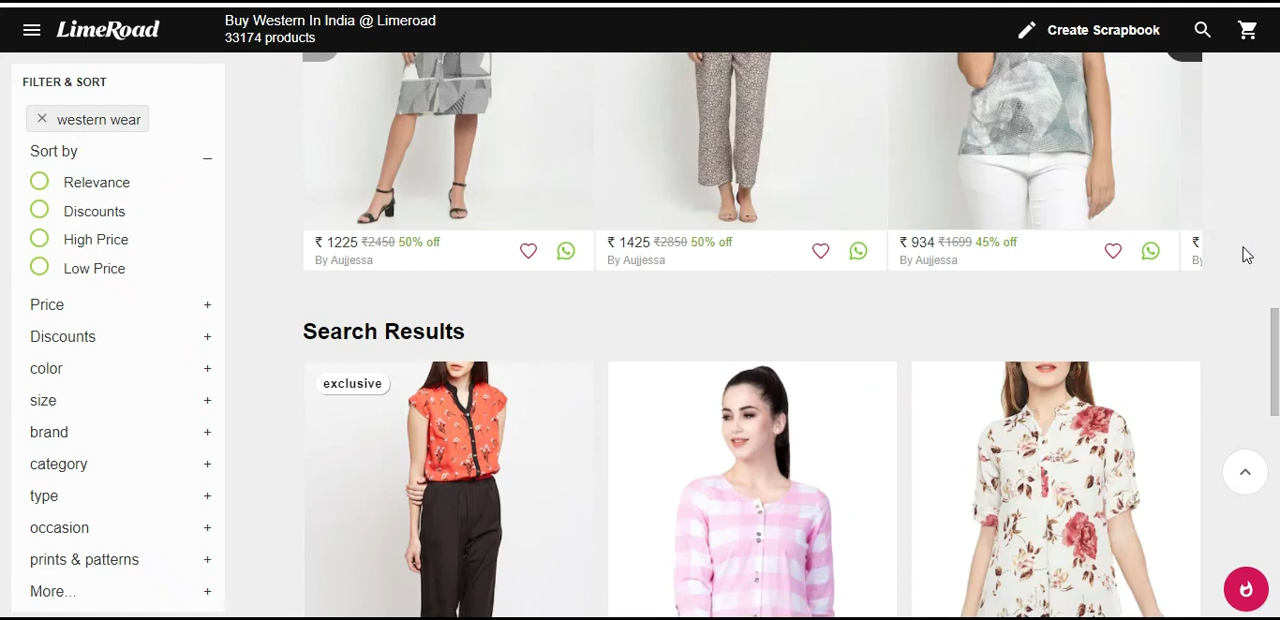 LimeRoad
Buy Western In India @ Limeroad
33174 products
Create Scrapbook
FILTER & SORT
× western wear
Sort by –
Relevance
Discounts
High Price
Low Price
Price +
Discounts +
color +
size +
brand +
category +
type +
occasion +
prints & patterns +
More... +
₹ 1225 ₹2450 50% off
By Aujjessa
₹ 1425 ₹2850 50% off
By Aujjessa
₹ 934 ₹1699 45% off
By Aujjessa
₹
By
Search Results
exclusive